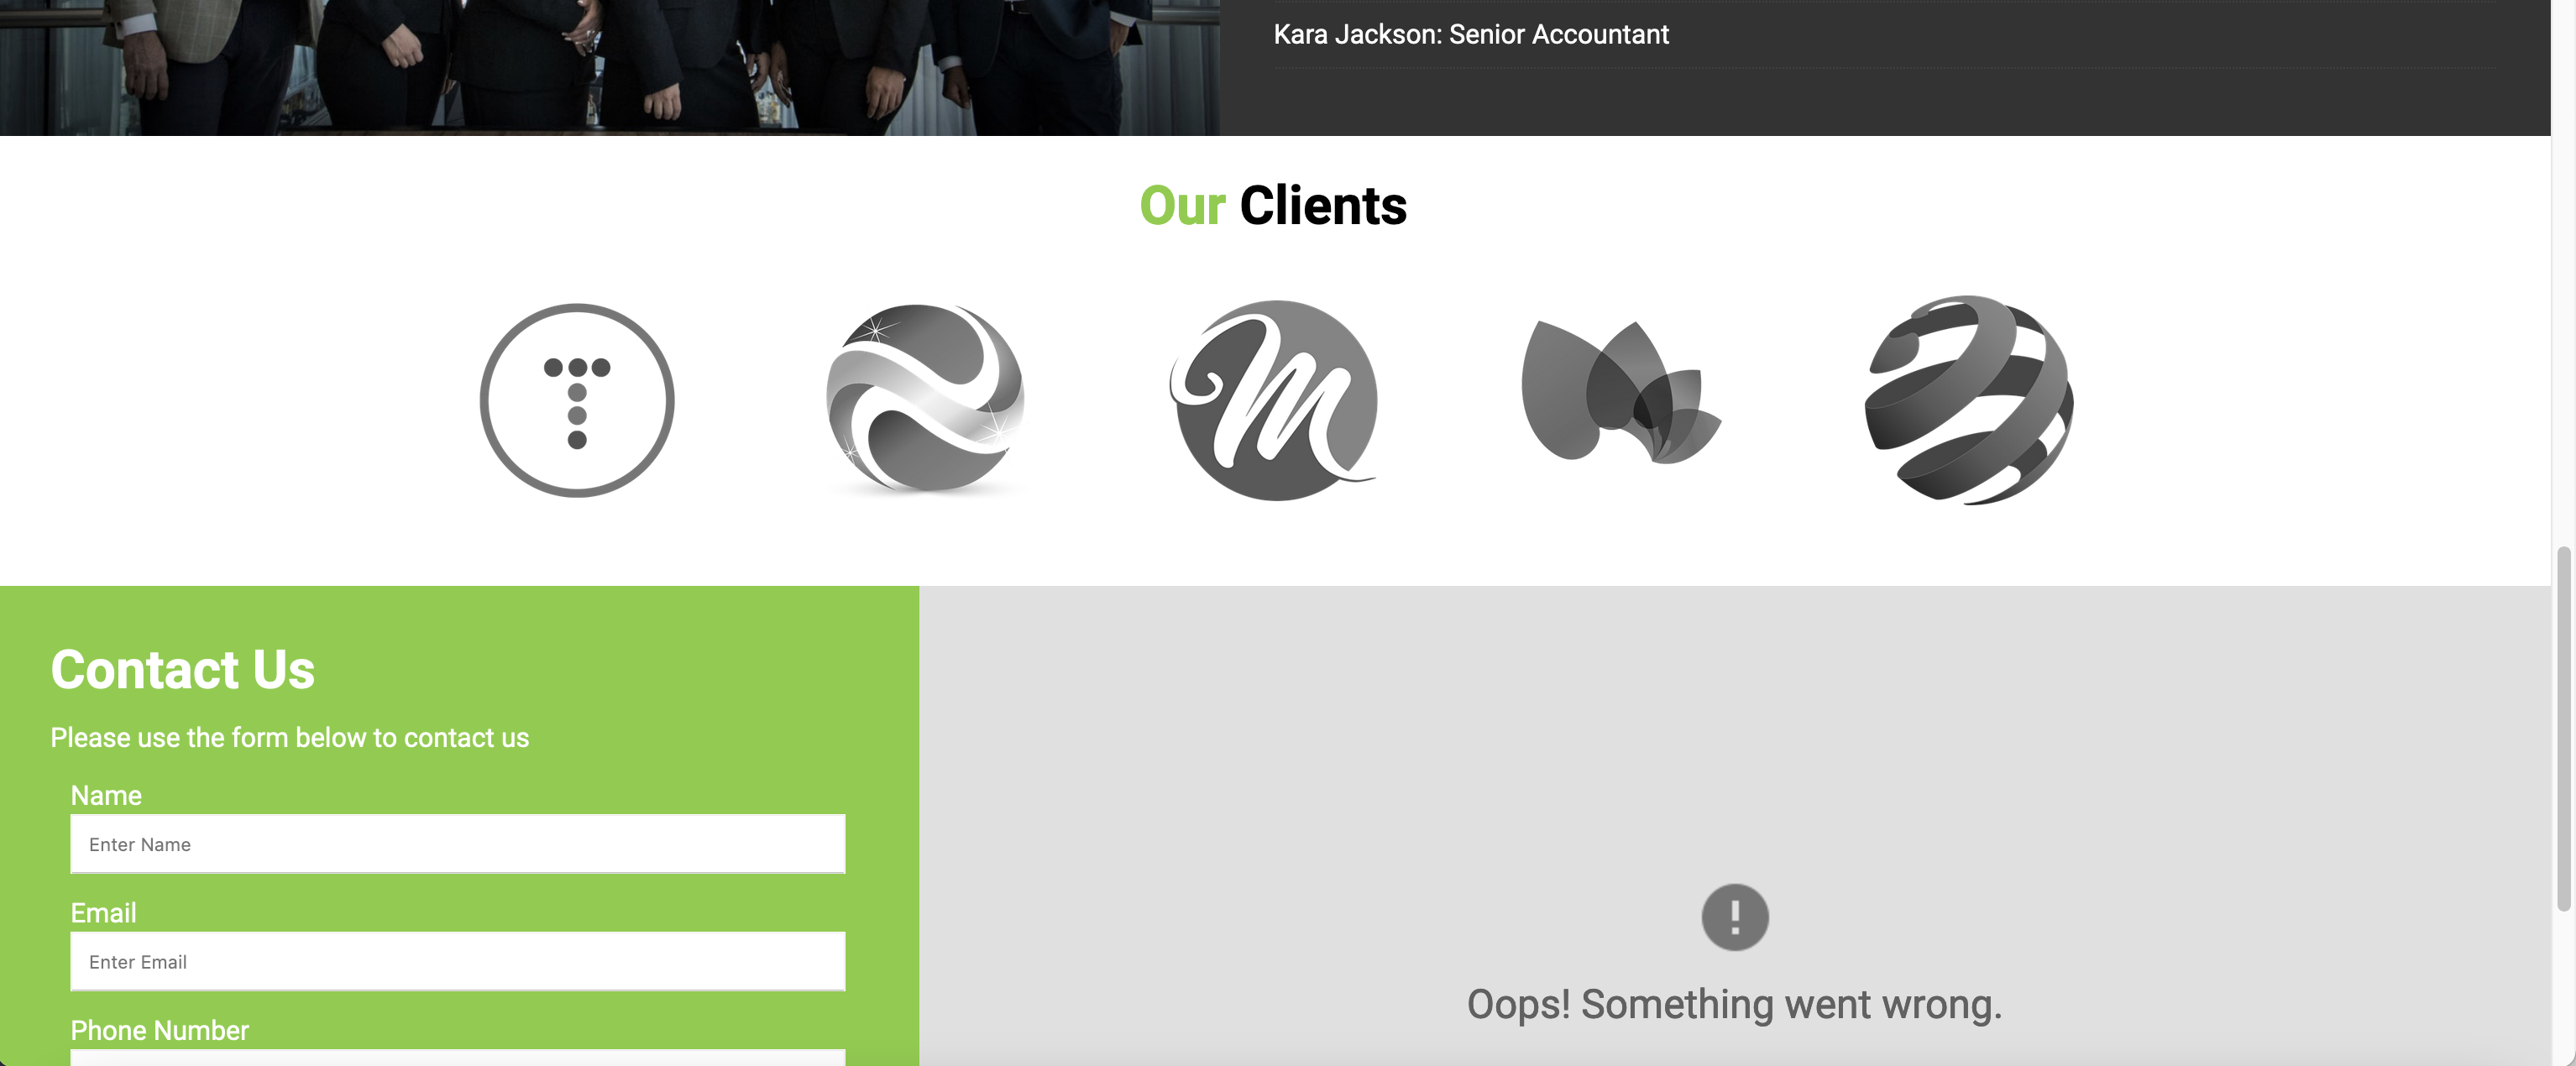 Kara Jackson: Senior Accountant
Our Clients
T
M
Contact Us
Please use the form below to contact us
Name
Enter Name
Email
Enter Email
Phone Number
!
Oops! Something went wrong.